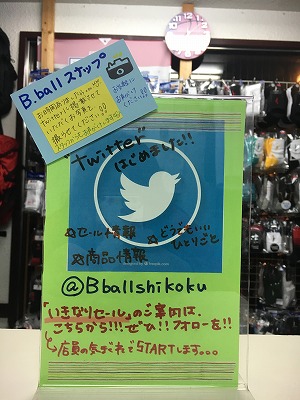 B.ballスナップ
twitter
はじめました!!
セール情報
どうでもいい
ひとりごと
商品情報
@Bballshikoku
「いきなりセール」のご案内は、
こちらから!!!ぜひ!!フォローを!!
店員の気まぐれでSTARTします。。。